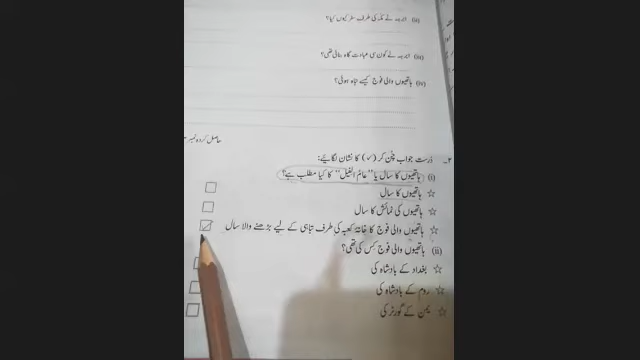 (ii) ابرہہ نے مکہ کی طرف سفر کیوں کیا؟
(iii) ابرہہ نے کون سی عبادت گاہ بنائی تھی؟
(iv) ہاتھیوں والی فوج کیسے تباہ ہوئی؟
حاصل کردہ نمبر
۲۔ درست جواب چُن کر (✓) کا نشان لگائیے:
(i) ہاتھیوں کا سال یا "عام الفیل" کا کیا مطلب ہے؟
☆ ہاتھیوں کا سال
☆ ہاتھیوں کی نمائش کا سال
☆ ہاتھیوں والی فوج کا خانۂ کعبہ کی طرف تباہی کے لیے بڑھنے والا سال
(ii) ہاتھیوں والی فوج کس کی تھی؟
☆ بغداد کے بادشاہ کی
☆ روم کے بادشاہ کی
☆ یمن کے گورنر کی